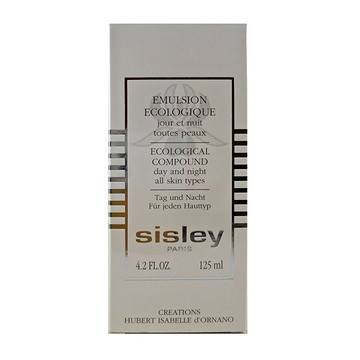 EMULSION
ECOLOGIQUE
jour et nuit
toutes peaux
ECOLOGICAL
COMPOUND
day and night
all skin types
Tag und Nacht
Für jeden Hauttyp
sisley
PARIS
4.2 FL.OZ. 125 ml
CREATIONS
HUBERT ISABELLE d'ORNANO